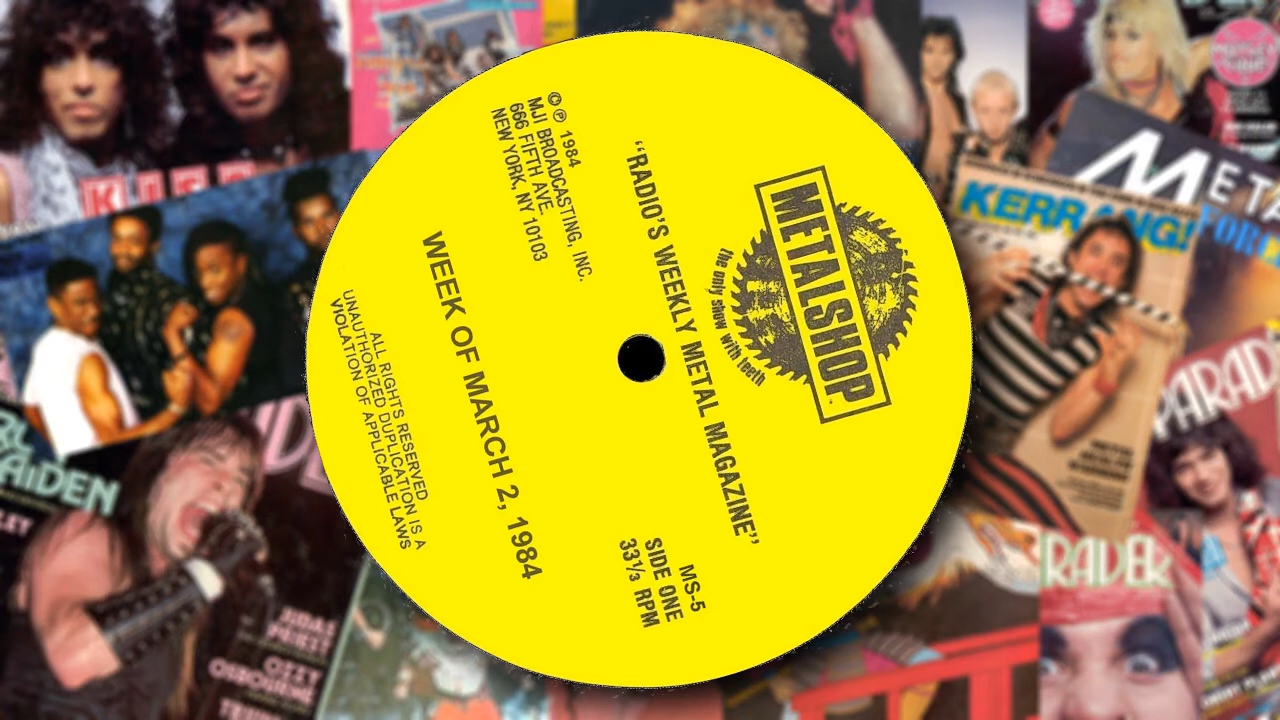 METALSHOP
the only show with teeth
“RADIO’S WEEKLY METAL MAGAZINE”
© ℗ 1984
MJI BROADCASTING, INC.
666 FIFTH AVE.
NEW YORK, NY 10103
MS-5
SIDE ONE
33⅓ RPM
WEEK OF MARCH 2, 1984
ALL RIGHTS RESERVED
UNAUTHORIZED DUPLICATION IS A
VIOLATION OF APPLICABLE LAWS
KERRANG!
JUDAS
PRIEST
OZZY
OSBOURNE